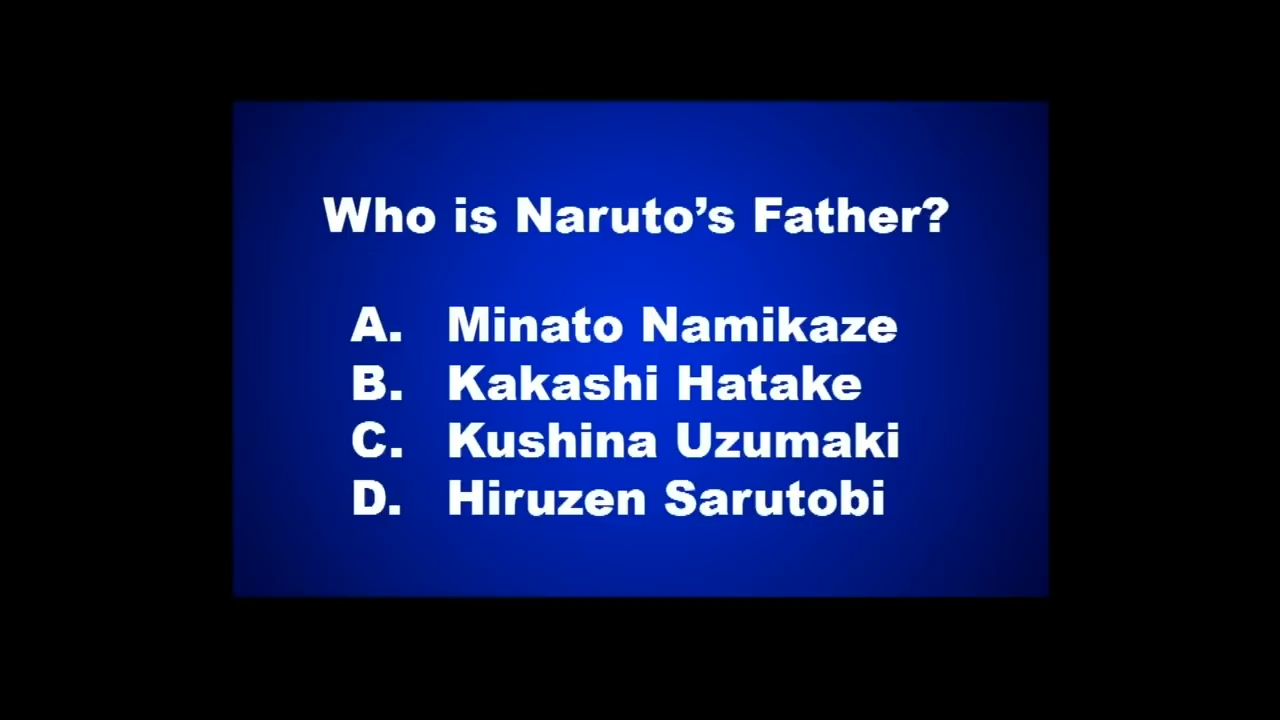 Who is Naruto’s Father?
A. Minato Namikaze
B. Kakashi Hatake
C. Kushina Uzumaki
D. Hiruzen Sarutobi